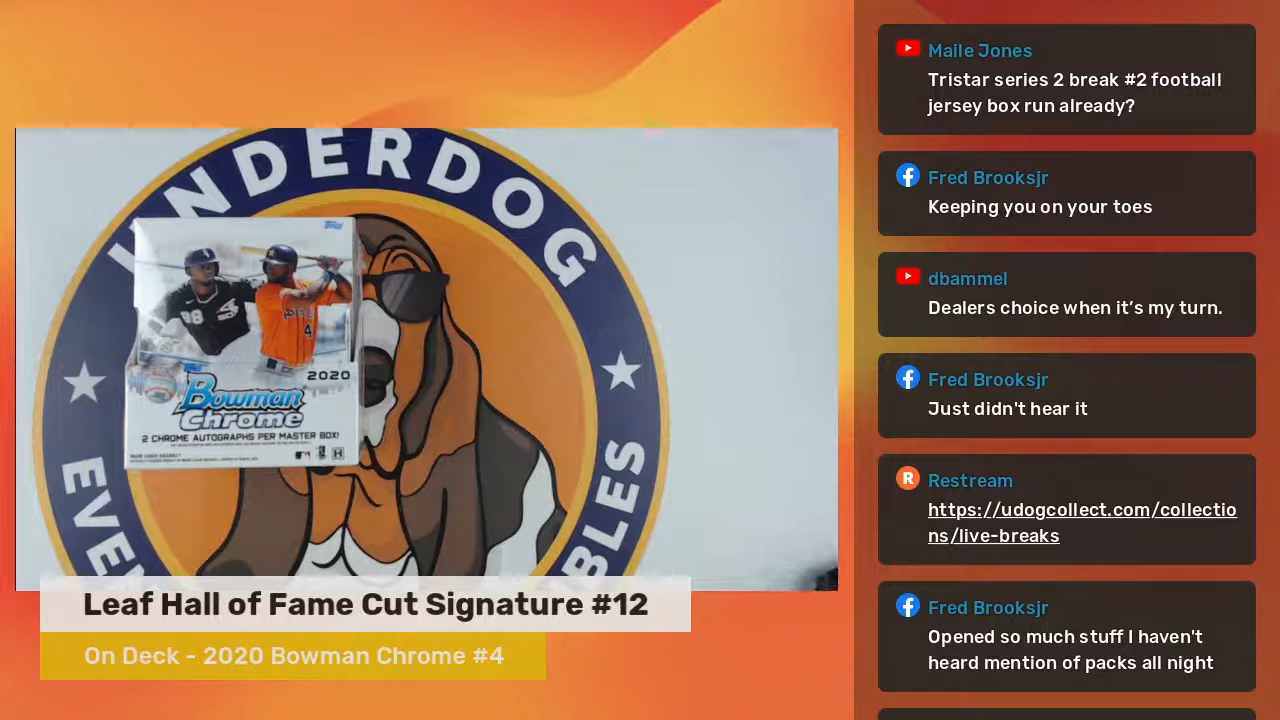 UNDERDOG
topps
98
4
2020
Bowman
Chrome
2 CHROME AUTOGRAPHS PER MASTER BOX!
BLES
Leaf Hall of Fame Cut Signature #12
On Deck - 2020 Bowman Chrome #4
Maile Jones
Tristar series 2 break #2 football
jersey box run already?
Fred Brooksjr
Keeping you on your toes
dbammel
Dealers choice when it’s my turn.
Fred Brooksjr
Just didn't hear it
Restream
https://udogcollect.com/collectio
ns/live-breaks
Fred Brooksjr
Opened so much stuff I haven't
heard mention of packs all night